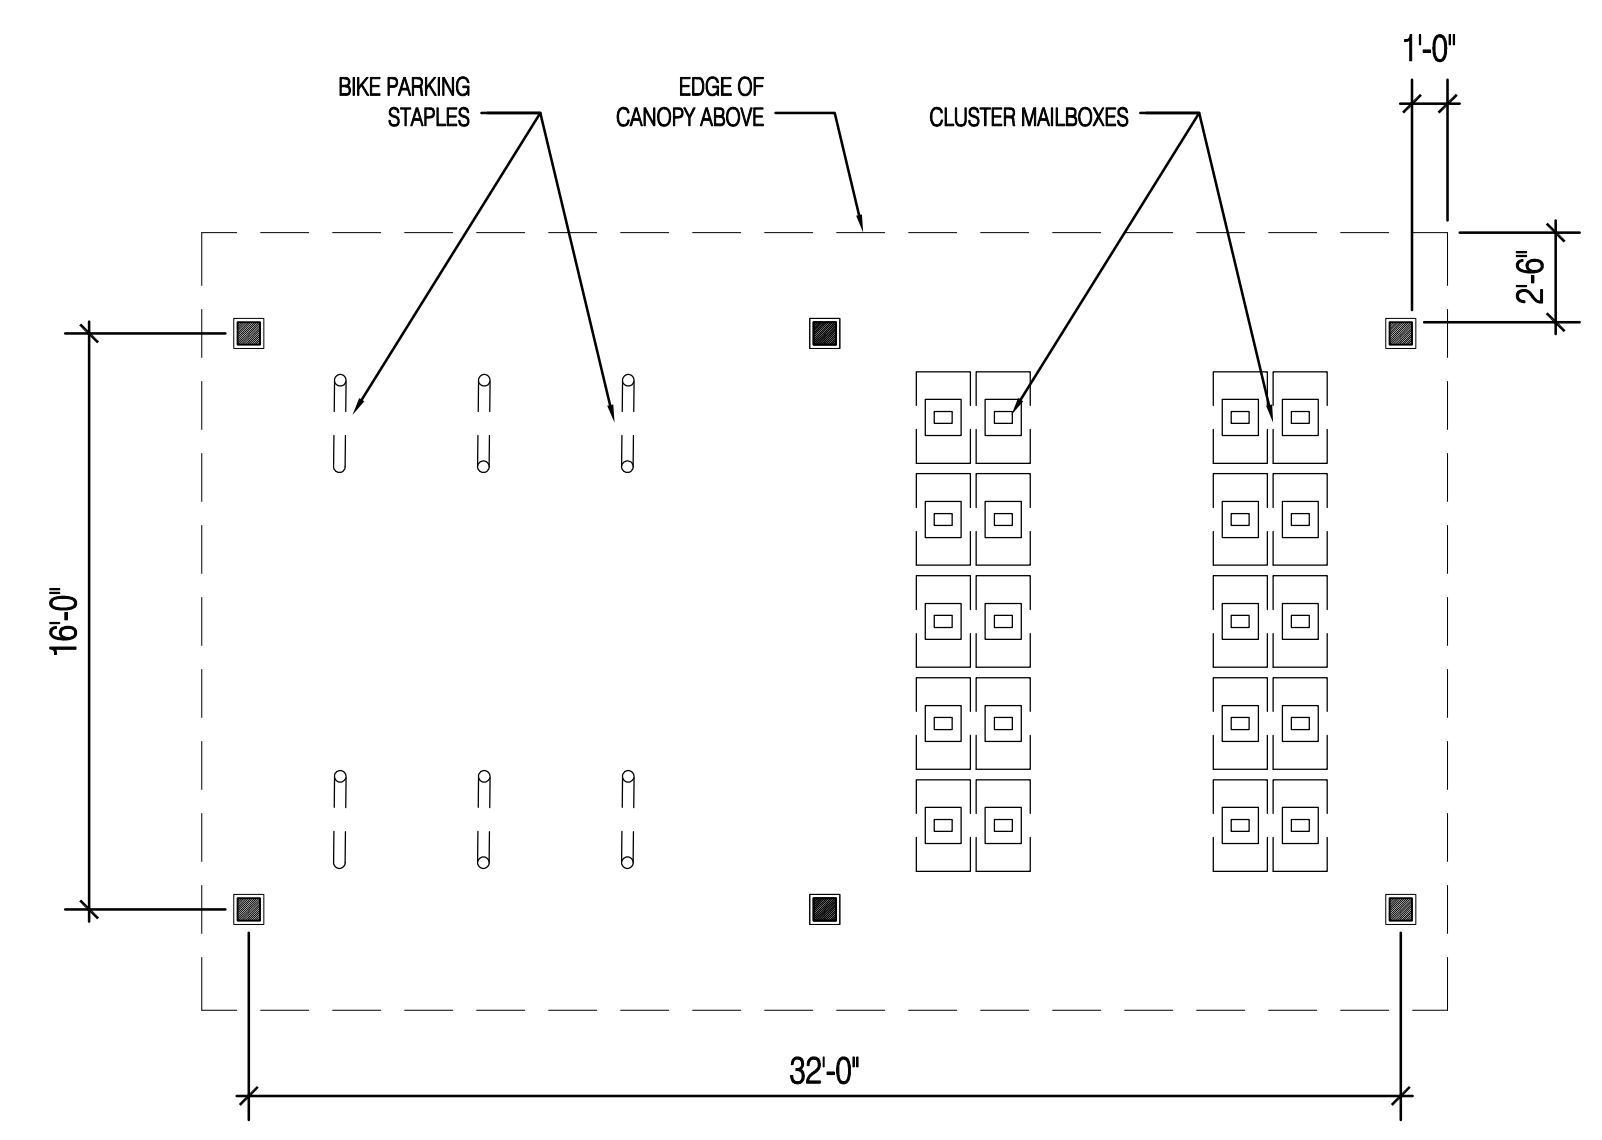 1'-0"
BIKE PARKING
STAPLES
EDGE OF
CANOPY ABOVE
CLUSTER MAILBOXES
2'-6"
16'-0"
32'-0"